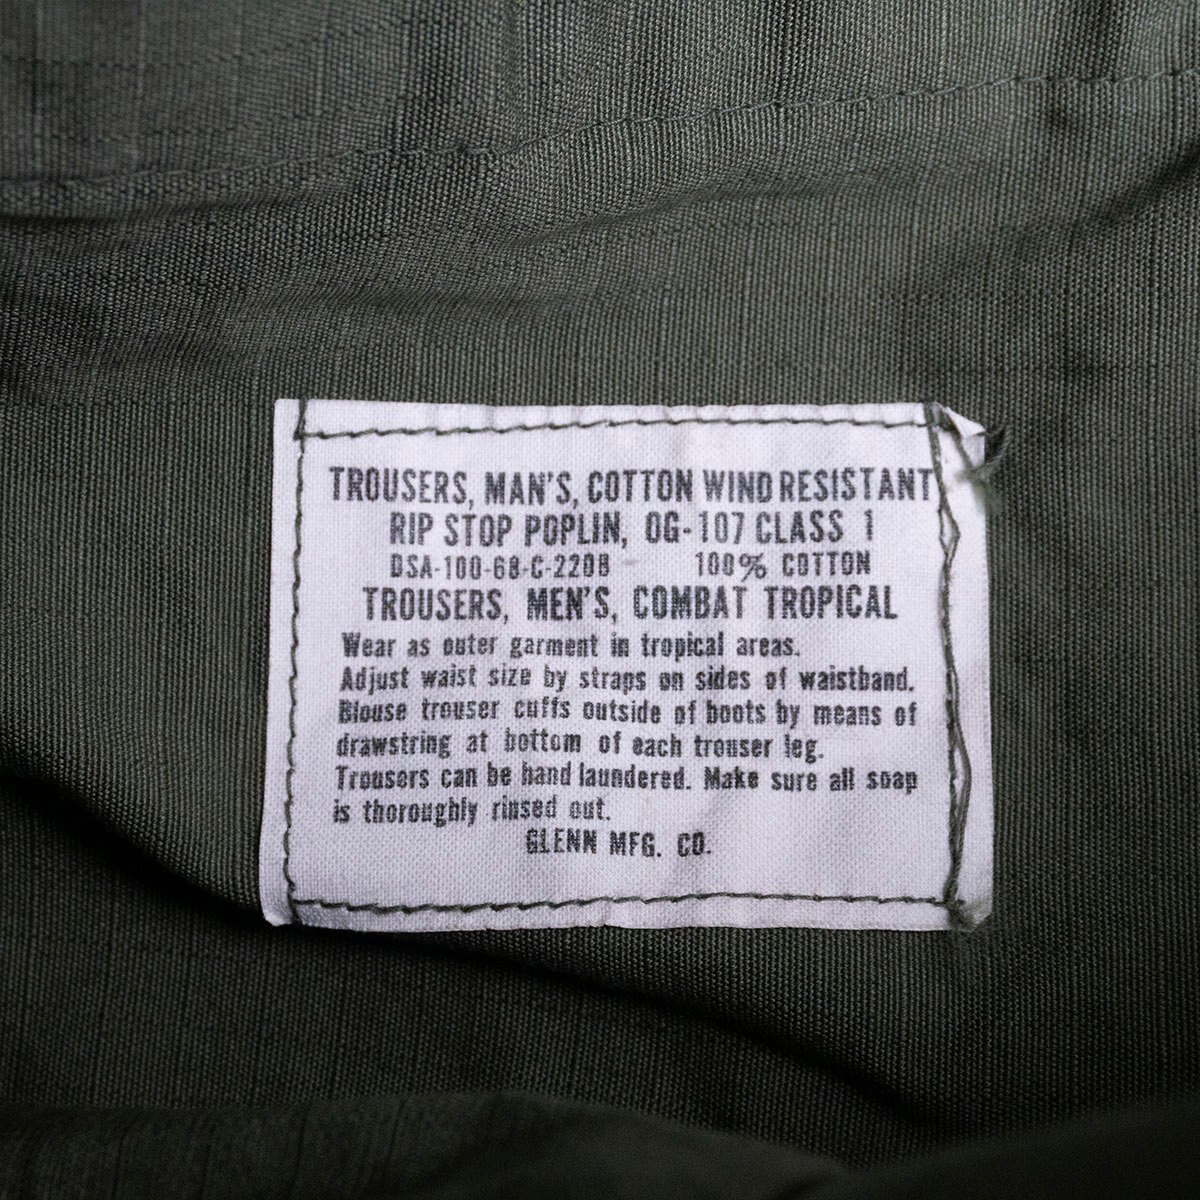 TROUSERS, MAN'S, COTTON WIND RESISTANT
RIP STOP POPLIN, OG-107 CLASS 1
DSA-100-68-C-2208 100% COTTON
TROUSERS, MEN'S, COMBAT TROPICAL
Wear as outer garment in tropical areas.
Adjust waist size by straps on sides of waistband.
Blouse trouser cuffs outside of boots by means of
drawstring at bottom of each trouser leg.
Trousers can be hand laundered. Make sure all soap
is thoroughly rinsed out.
GLENN MFG. CO.